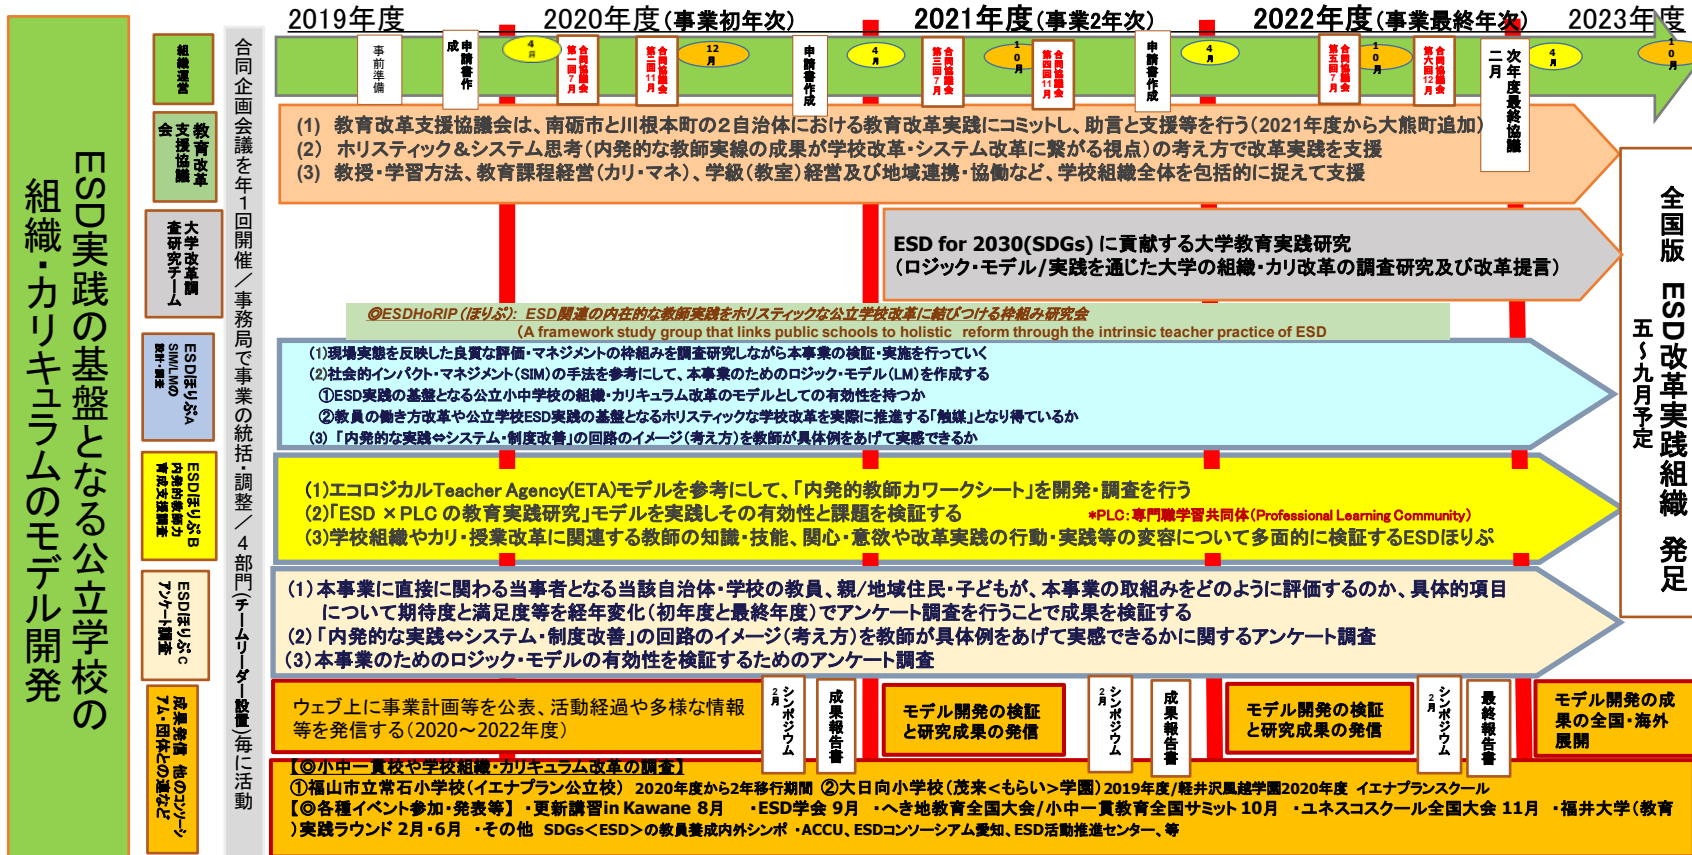 2019年度
2020年度(事業初年次)
2021年度(事業2年次)
2022年度(事業最終年次)
2023年度
ESD実践の基盤となる公立学校の
組織・カリキュラムのモデル開発
合同企画会議を年1回開催／事務局で事業の統括・調整／4部門(チームリーダー設置)毎に活動
組織運営
事前準備
申請書作
成
4月
第一回7月
合同協議会
第二回11月
合同協議会
12月
申請書作成
4月
第三回7月
合同協議会
10月
第四回11月
合同協議会
申請書作成
4月
第五回7月
合同協議会
10月
第六回12月
合同協議会
次年度最終協議
二月
4月
10月
教育改革
支援協議
会
(1) 教育改革支援協議会は、南砺市と川根本町の2自治体における教育改革実践にコミットし、助言と支援等を行う(2021年度から大熊町追加)
(2) ホリスティック＆システム思考(内発的な教師実線の成果が学校改革・システム改革に繋がる視点)の考え方で改革実践を支援
(3) 教授・学習方法、教育課程経営(カリ・マネ)、学級(教室)経営及び地域連携・協働など、学校組織全体を包括的に捉えて支援
大学改革調
査研究チーム
ESD for 2030(SDGs) に貢献する大学教育実践研究
(ロジック・モデル/実践を通じた大学の組織・カリ改革の調査研究及び改革提言)
全国版 ESD改革実践組織 発足
五～九月予定
◎ESDHoRIP (ほりぷ): ESD関連の内在的な教師実践をホリスティックな公立学校改革に結びつける枠組み研究会
(A framework study group that links public schools to holistic reform through the intrinsic teacher practice of ESD
ESDほりぷA
SIM/LMの
設計・調査
(1)現場実態を反映した良質な評価・マネジメントの枠組みを調査研究しながら本事業の検証・実施を行っていく
(2)社会的インパクト・マネジメント(SIM)の手法を参考にして、本事業のためのロジック・モデル(LM)を作成する
①ESD実践の基盤となる公立小中学校の組織・カリキュラム改革のモデルとしての有効性を持つか
②教員の働き方改革や公立学校ESD実践の基盤となるホリスティックな学校改革を実際に推進する「触媒」となり得ているか
(3) 「内発的な実践⇔システム・制度改善」の回路のイメージ(考え方)を教師が具体例をあげて実感できるか
ESDほりぷB
内発的教師力
育成支援調査
(1)エコロジカルTeacher Agency(ETA)モデルを参考にして、「内発的教師力ワークシート」を開発・調査を行う
(2)「ESD ×PLC の教育実践研究」モデルを実践しその有効性と課題を検証する
*PLC：専門職学習共同体(Professional Learning Community)
(3)学校組織やカリ・授業改革に関連する教師の知識・技能、関心・意欲や改革実践の行動・実践等の変容について多面的に検証するESDほりぷ
ESDほりぷC
アンケート調査
(1)本事業に直接に関わる当事者となる当該自治体・学校の教員、親/地域住民・子どもが、本事業の取組みをどのように評価するのか、具体的項目
について期待度と満足度等を経年変化(初年度と最終年度)でアンケート調査を行うことで成果を検証する
(2)「内発的な実践⇔システム・制度改善」の回路のイメージ(考え方)を教師が具体例をあげて実感できるかに関するアンケート調査
(3)本事業のためのロジック・モデルの有効性を検証するためのアンケート調査
成果発信 他のコンソーシ
アム・団体との連など
ウェブ上に事業計画等を公表、活動経過や多様な情報
等を発信する(2020～2022年度)
シンポジウム
2月
成果報告書
モデル開発の検証
と研究成果の発信
シンポジウム
2月
成果報告書
モデル開発の検証
と研究成果の発信
シンポジウム
2月
最終報告書
モデル開発の成
果の全国・海外
展開
【◎小中一貫校や学校組織・カリキュラム改革の調査】
①福山市立常石小学校(イエナプラン公立校) 2020年度から2年移行期間 ②大日向小学校(茂来<もらい>学園)2019年度/軽井沢風越学園2020年度 イエナプランスクール
【◎各種イベント参加・発表等】 ・更新講習in Kawane 8月 ・ESD学会 9月 ・へき地教育全国大会/小中一貫教育全国サミット 10月 ・ユネスコスクール全国大会 11月 ・福井大学(教育
)実践ラウンド 2月・6月 ・その他 SDGs<ESD>の教員養成内外シンポ ・ACCU、ESDコンソーシアム愛知、ESD活動推進センター、等